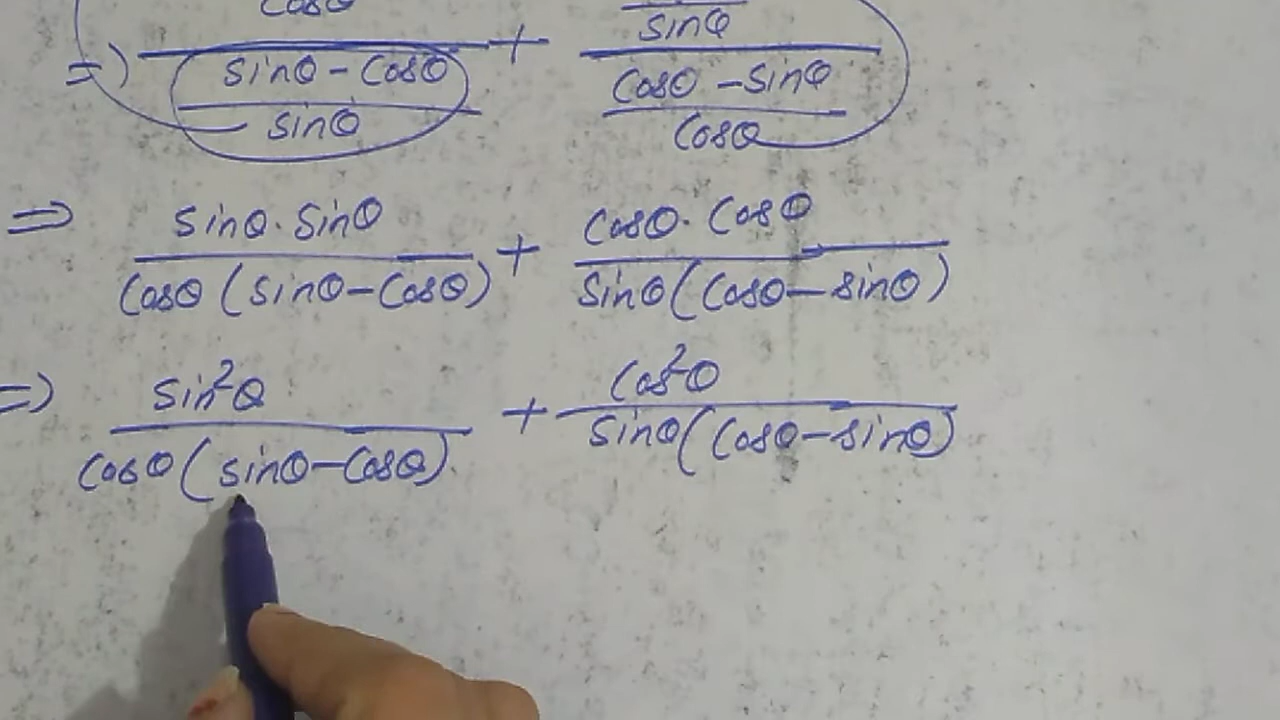 cosθ / ((sinθ - cosθ) / sinθ) + / sinθ / ((cosθ - sinθ) / cosθ)
=> sinθ . sinθ / cosθ (sinθ - cosθ) + cosθ . cosθ / sinθ (cosθ - sinθ)
=> sin²θ / cosθ (sinθ - cosθ) + cos²θ / sinθ (cosθ - sinθ)